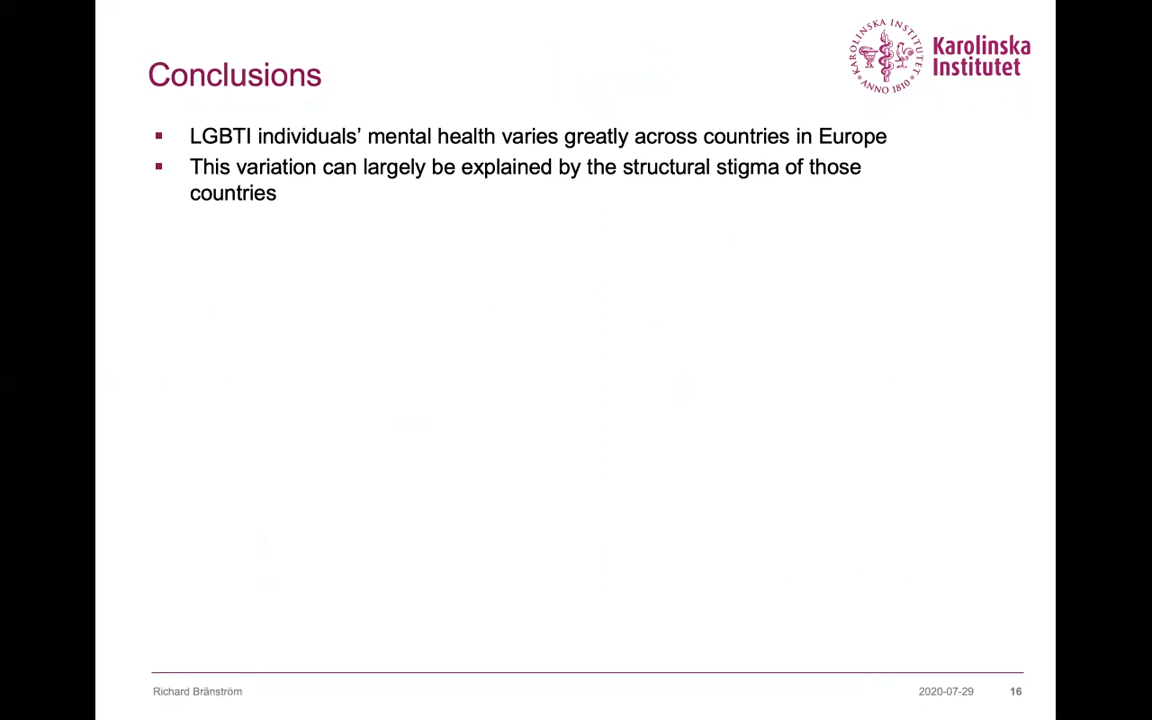 Conclusions
KAROLINSKA INSTITUTET
ANNO 1810
Karolinska
Institutet
LGBTI individuals’ mental health varies greatly across countries in Europe
This variation can largely be explained by the structural stigma of those
countries
Richard Bränström
2020-07-29
16